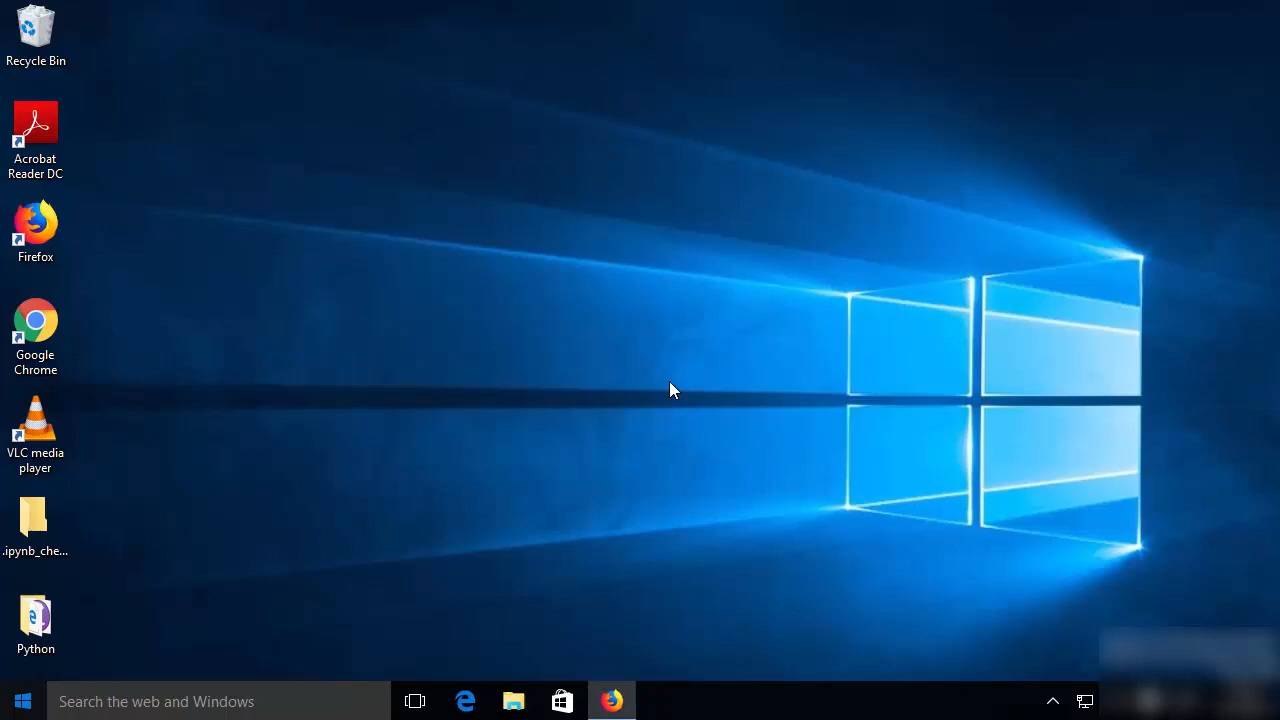 Recycle Bin
Acrobat
Reader DC
Firefox
Google
Chrome
VLC media
player
.ipynb_che...
Python
Search the web and Windows